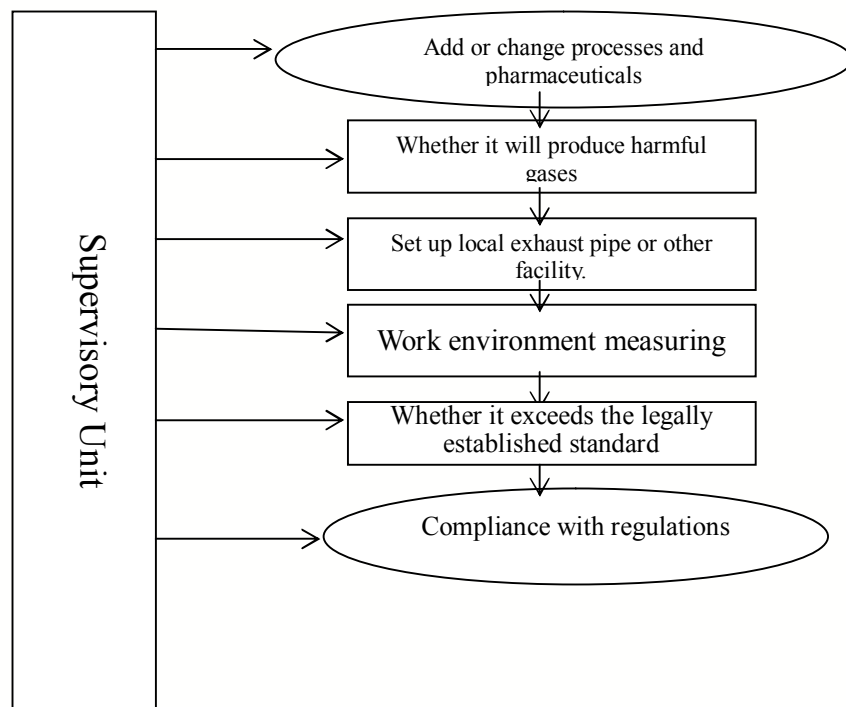 Supervisory Unit
Add or change processes and
pharmaceuticals
Whether it will produce harmful
gases
Set up local exhaust pipe or other
facility.
Work environment measuring
Whether it exceeds the legally
established standard
Compliance with regulations